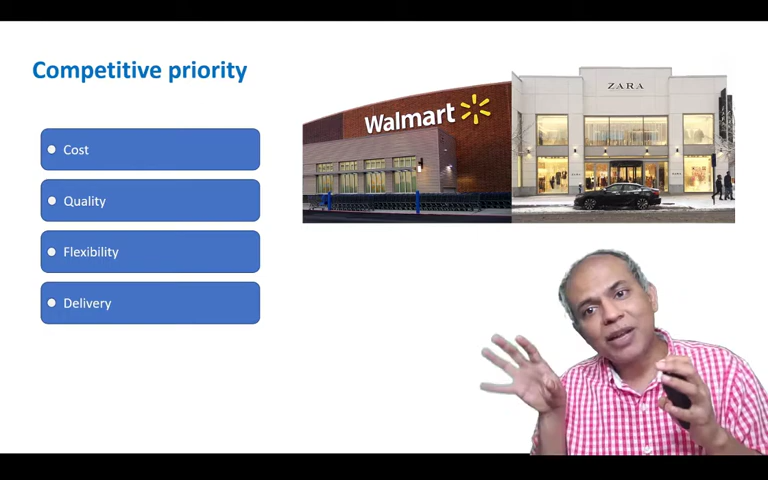 Competitive priority
Cost
Quality
Flexibility
Delivery
Walmart
ZARA